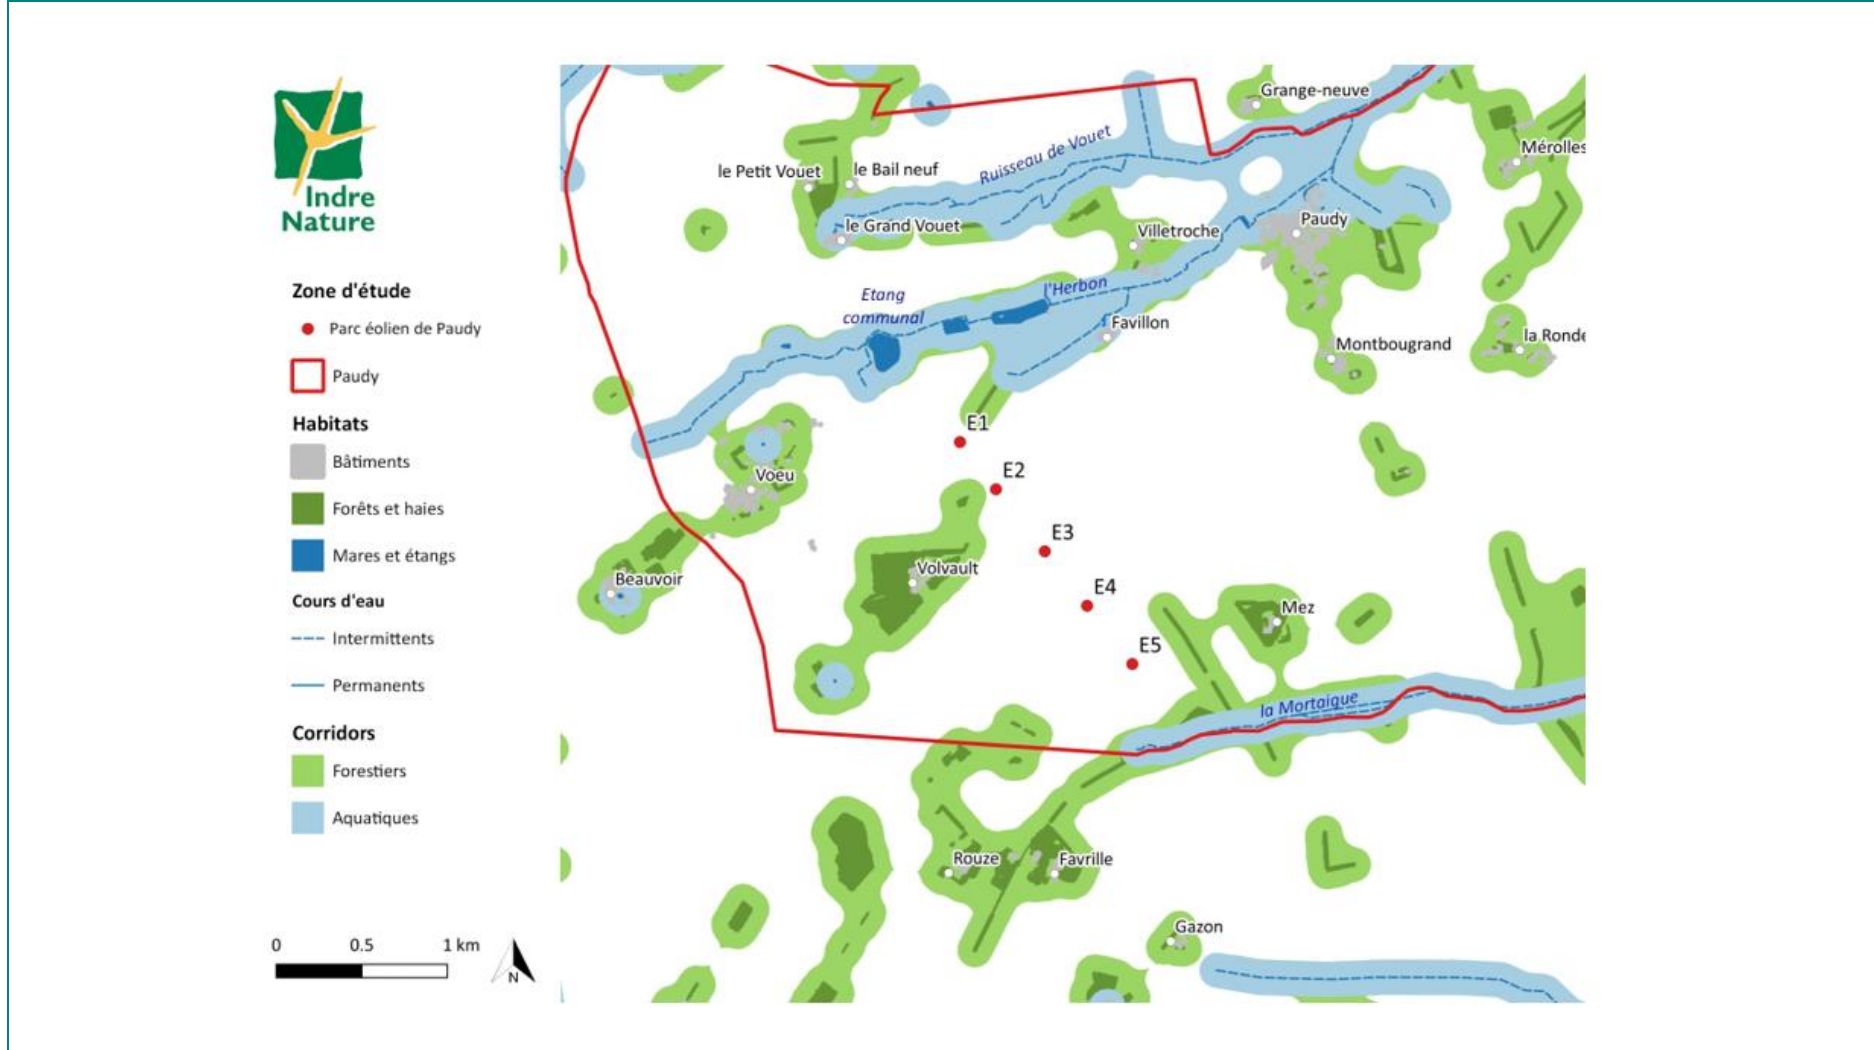 Indre
Nature
Zone d'étude
Parc éolien de Paudy
Paudy
Habitats
Bâtiments
Forêts et haies
Mares et étangs
Cours d'eau
Intermittents
Permanents
Corridors
Forestiers
Aquatiques
0 0.5 1 km
N
Grange-neuve
Ruisseau de Vouet
Mérolles
le Petit Vouet
le Bail neuf
le Grand Vouet
Villetroche
Paudy
Etang
communal
l'Herbon
Favillon
Montbougrand
la Ronde
E1
E2
Voeu
E3
Volvault
Beauvoir
E4
Mez
E5
la Mortaigue
Rouze
Favrille
Gazon